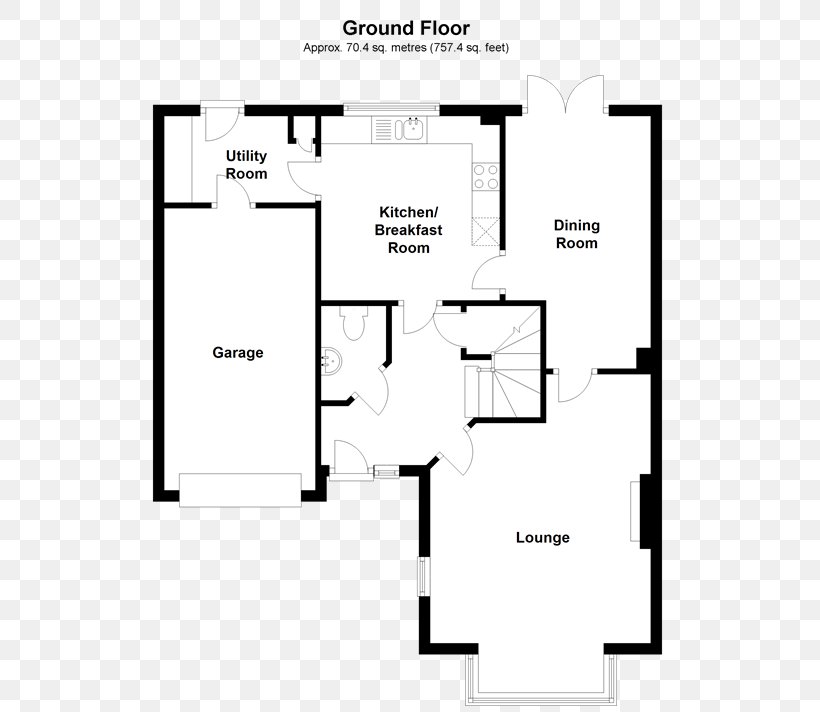 Ground Floor
Approx. 70.4 sq. metres (757.4 sq. feet)
Utility
Room
Kitchen/
Breakfast
Room
Dining
Room
Garage
Lounge